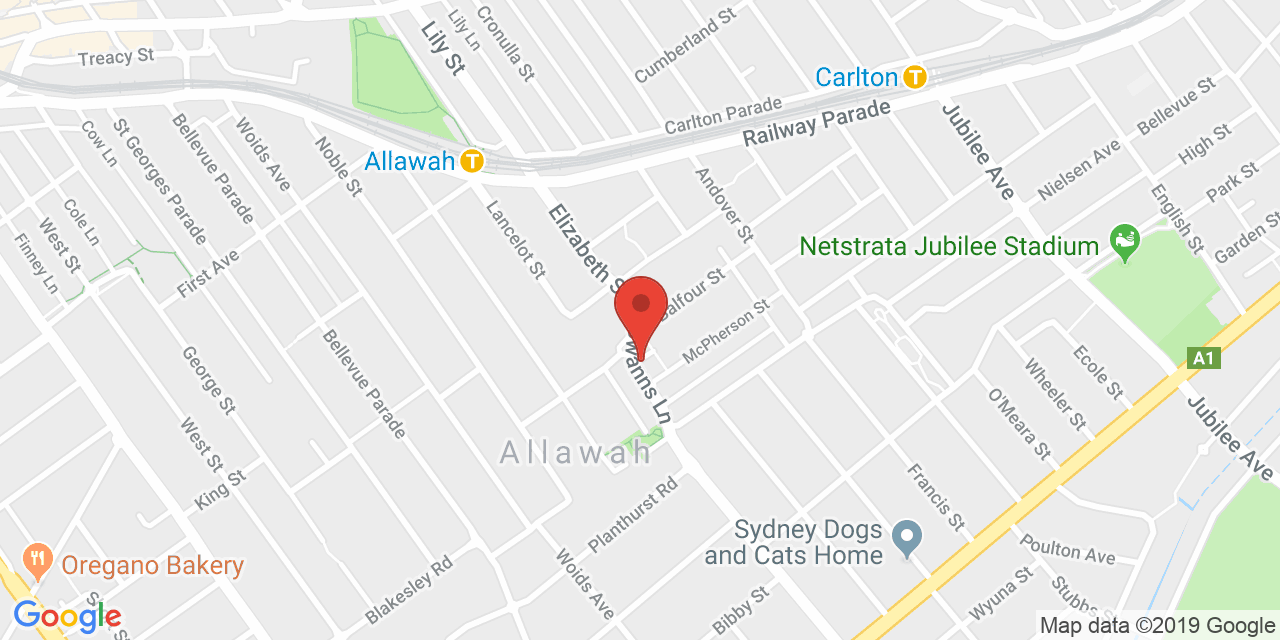 Treacy St
Lily St
Lily Ln
Cronulla St
Cumberland St
Carlton
T
Carlton Parade
Railway Parade
Jubilee Ave
Bellevue St
High St
Nielsen Ave
Park St
English St
Garden
Cow Ln
St Georges Parade
Bellevue Parade
Woids Ave
Noble St
Allawah
T
Andover St
Lancelot St
Elizabeth S
Cole Ln
West St
Finney Ln
First Ave
Netstrata Jubilee Stadium
Balfour St
McPherson St
wanns Ln
A1
Ecole St
Wheeler St
O'Meara St
Jubilee Ave
Bellevue Parade
George St
West St
King St
Allawah
Planthurst Rd
Francis St
Sydney Dogs
and Cats Home
Poulton Ave
Oregano Bakery
Blakesley Rd
Woids Ave
Bibby St
Wyuna St
Stubbs
Google
Map data ©2019 Google